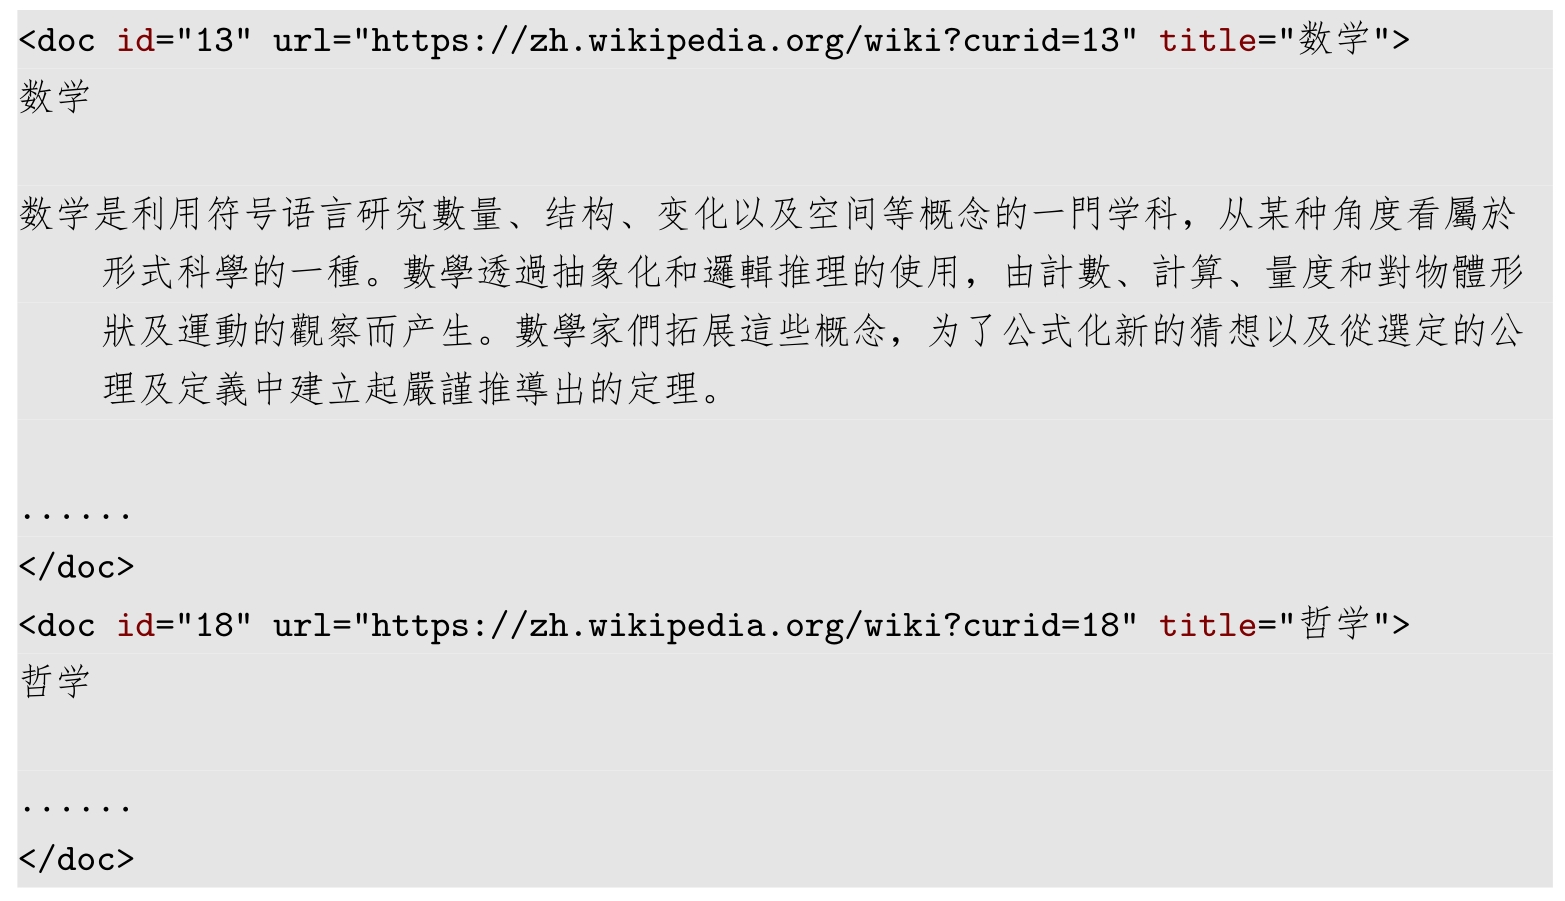 <doc id="13" url="https://zh.wikipedia.org/wiki?curid=13" title="数学">
数学
数学是利用符号语言研究數量、结构、变化以及空间等概念的一門学科，从某种角度看屬於
形式科學的一種。數學透過抽象化和邏輯推理的使用，由計數、計算、量度和對物體形
狀及運動的觀察而产生。數學家們拓展這些概念，为了公式化新的猜想以及從選定的公
理及定義中建立起嚴謹推導出的定理。
......
</doc>
<doc id="18" url="https://zh.wikipedia.org/wiki?curid=18" title="哲学">
哲学
......
</doc>